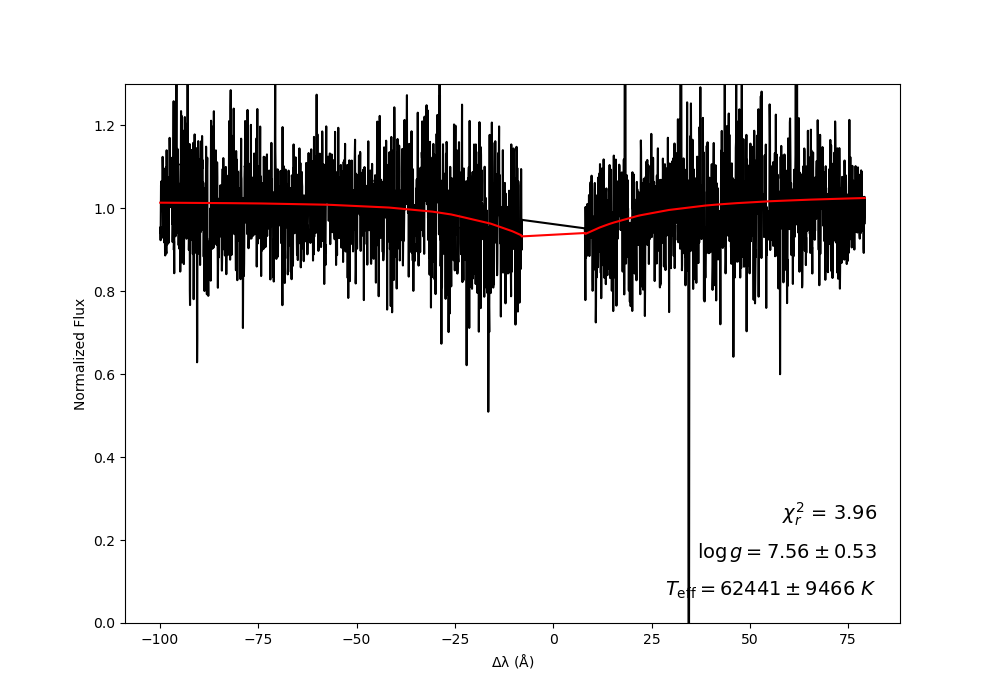 1.2
1.0
0.8
0.6
0.4
0.2
0.0
Normalized Flux
χ²ᵣ = 3.96
log g = 7.56 ± 0.53
T_eff = 62441 ± 9466 K
−100 −75 −50 −25 0 25 50 75
Δλ (Å)